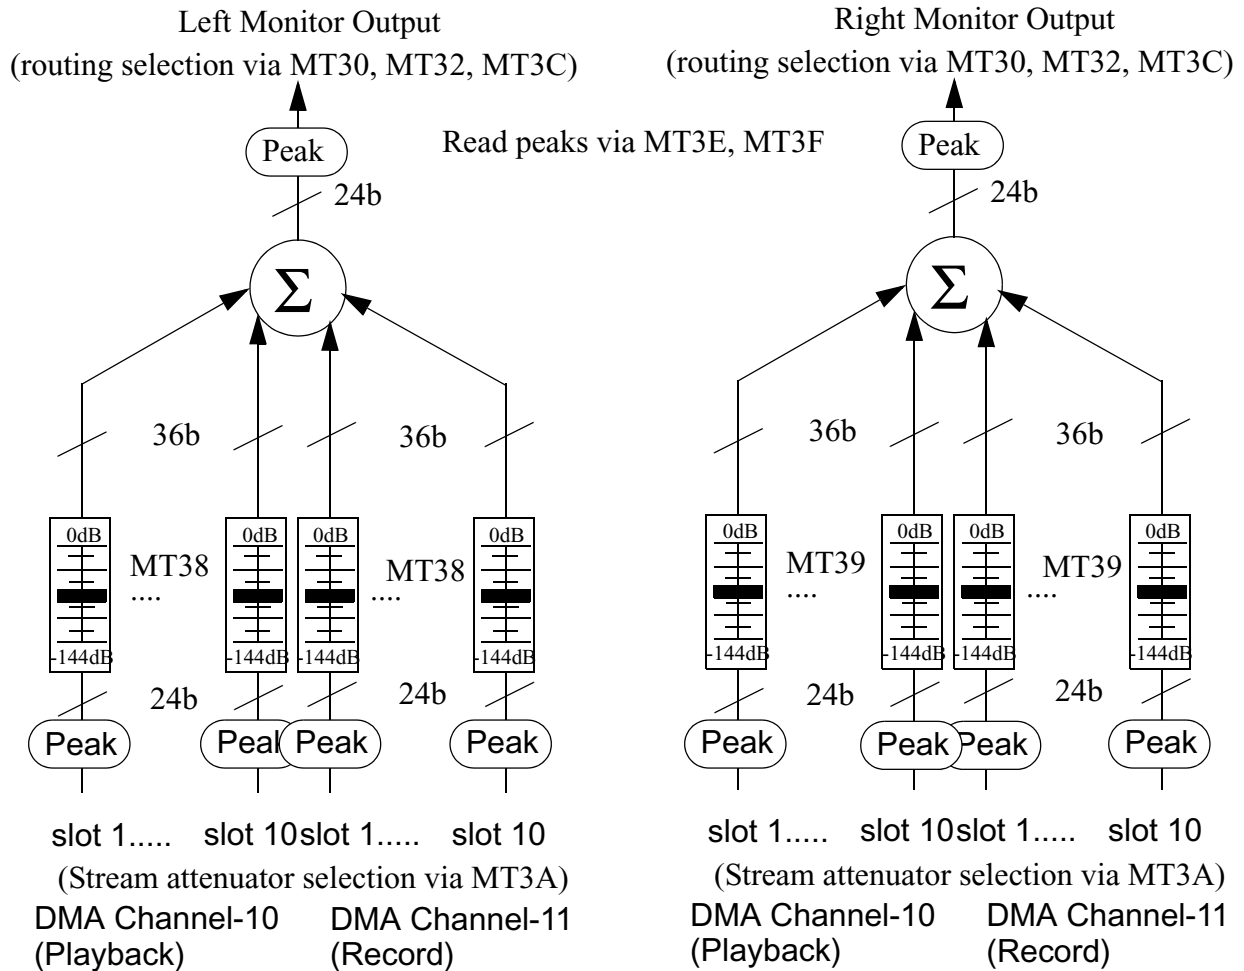 Left Monitor Output
(routing selection via MT30, MT32, MT3C)
Right Monitor Output
(routing selection via MT30, MT32, MT3C)
Peak
Read peaks via MT3E, MT3F
Peak
24b
24b
Σ
Σ
36b
36b
36b
36b
0dB
0dB
0dB
0dB
0dB
0dB
0dB
0dB
MT38
....
MT38
....
MT39
....
MT39
....
-144dB
-144dB
-144dB
-144dB
-144dB
-144dB
-144dB
-144dB
24b
24b
24b
24b
Peak
Peak
Peak
Peak
Peak
Peak
Peak
Peak
slot 1.....
slot 10
slot 1.....
slot 10
slot 1.....
slot 10
slot 1.....
slot 10
(Stream attenuator selection via MT3A)
(Stream attenuator selection via MT3A)
DMA Channel-10
(Playback)
DMA Channel-11
(Record)
DMA Channel-10
(Playback)
DMA Channel-11
(Record)